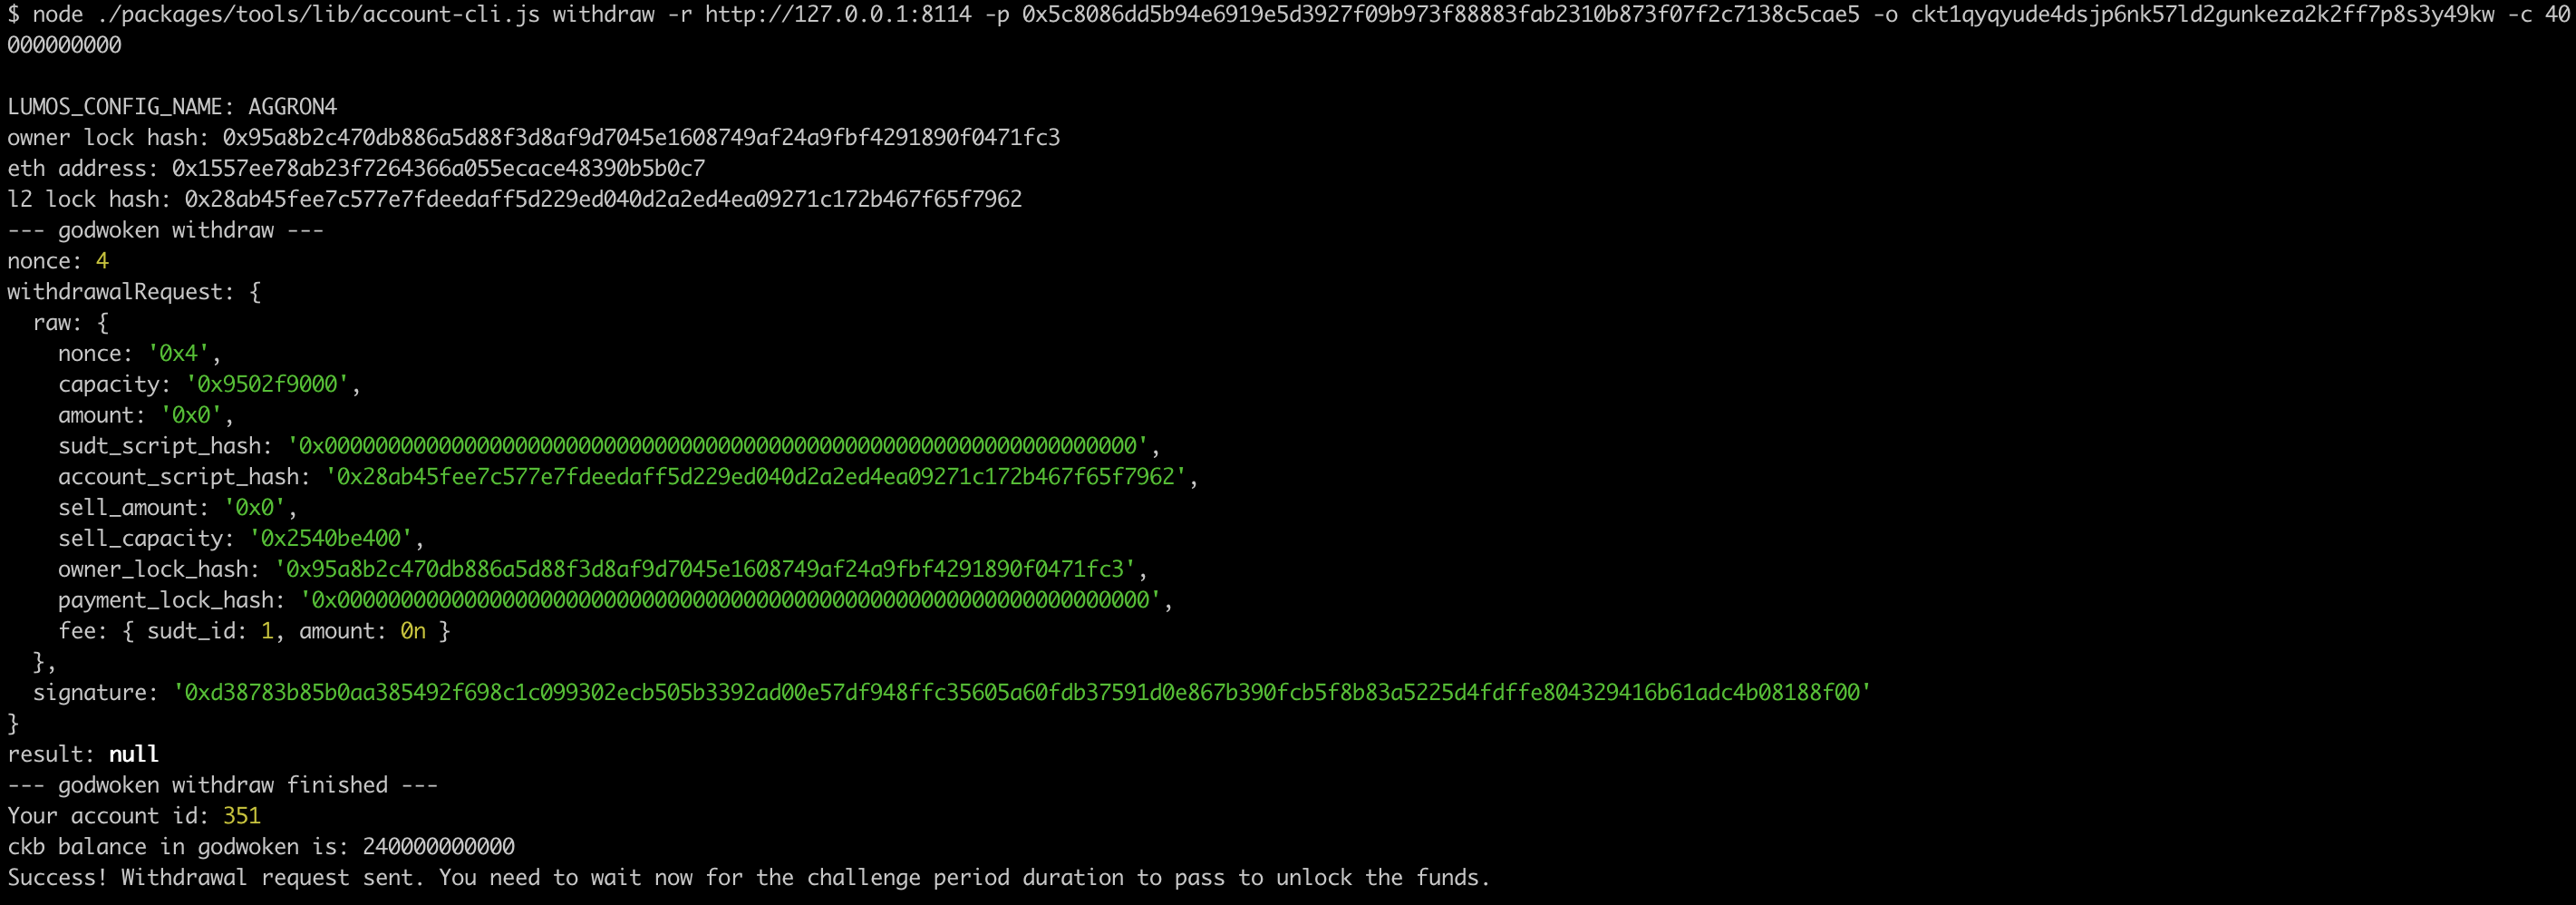 $ node ./packages/tools/lib/account-cli.js withdraw -r http://127.0.0.1:8114 -p 0x5c8086dd5b94e6919e5d3927f09b973f88883fab2310b873f07f2c7138c5cae5 -o ckt1qyqyude4dsjp6nk57ld2gunkeza2k2ff7p8s3y49kw -c 40
000000000
LUMOS_CONFIG_NAME: AGGRON4
owner lock hash: 0x95a8b2c470db886a5d88f3d8af9d7045e1608749af24a9fbf4291890f0471fc3
eth address: 0x1557ee78ab23f7264366a055ecace48390b5b0c7
l2 lock hash: 0x28ab45fee7c577e7fdeedaff5d229ed040d2a2ed4ea09271c172b467f65f7962
--- godwoken withdraw ---
nonce: 4
withdrawalRequest: {
  raw: {
    nonce: '0x4',
    capacity: '0x9502f9000',
    amount: '0x0',
    sudt_script_hash: '0x0000000000000000000000000000000000000000000000000000000000000000',
    account_script_hash: '0x28ab45fee7c577e7fdeedaff5d229ed040d2a2ed4ea09271c172b467f65f7962',
    sell_amount: '0x0',
    sell_capacity: '0x2540be400',
    owner_lock_hash: '0x95a8b2c470db886a5d88f3d8af9d7045e1608749af24a9fbf4291890f0471fc3',
    payment_lock_hash: '0x0000000000000000000000000000000000000000000000000000000000000000',
    fee: { sudt_id: 1, amount: 0n }
  },
  signature: '0xd38783b85b0aa385492f698c1c099302ecb505b3392ad00e57df948ffc35605a60fdb37591d0e867b390fcb5f8b83a5225d4fdffe804329416b61adc4b08188f00'
}
result: null
--- godwoken withdraw finished ---
Your account id: 351
ckb balance in godwoken is: 240000000000
Success! Withdrawal request sent. You need to wait now for the challenge period duration to pass to unlock the funds.